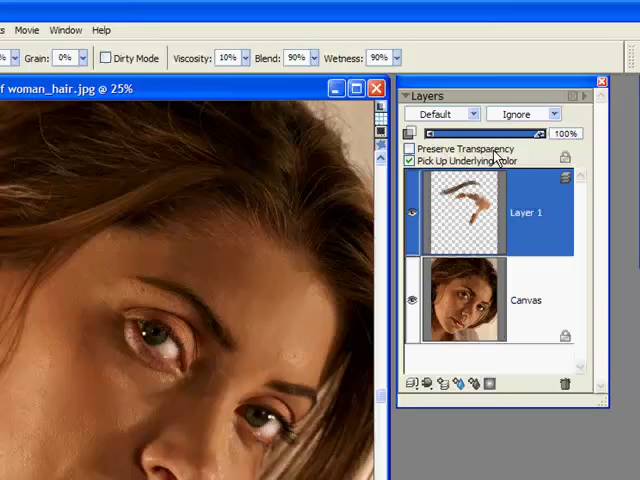 s Movie Window Help
% Grain: 0% Dirty Mode Viscosity: 10% Blend: 90% Wetness: 90%
f woman_hair.jpg @ 25%
Layers
Default Ignore
100%
Preserve Transparency
Pick Up Underlying Color
Layer 1
Canvas